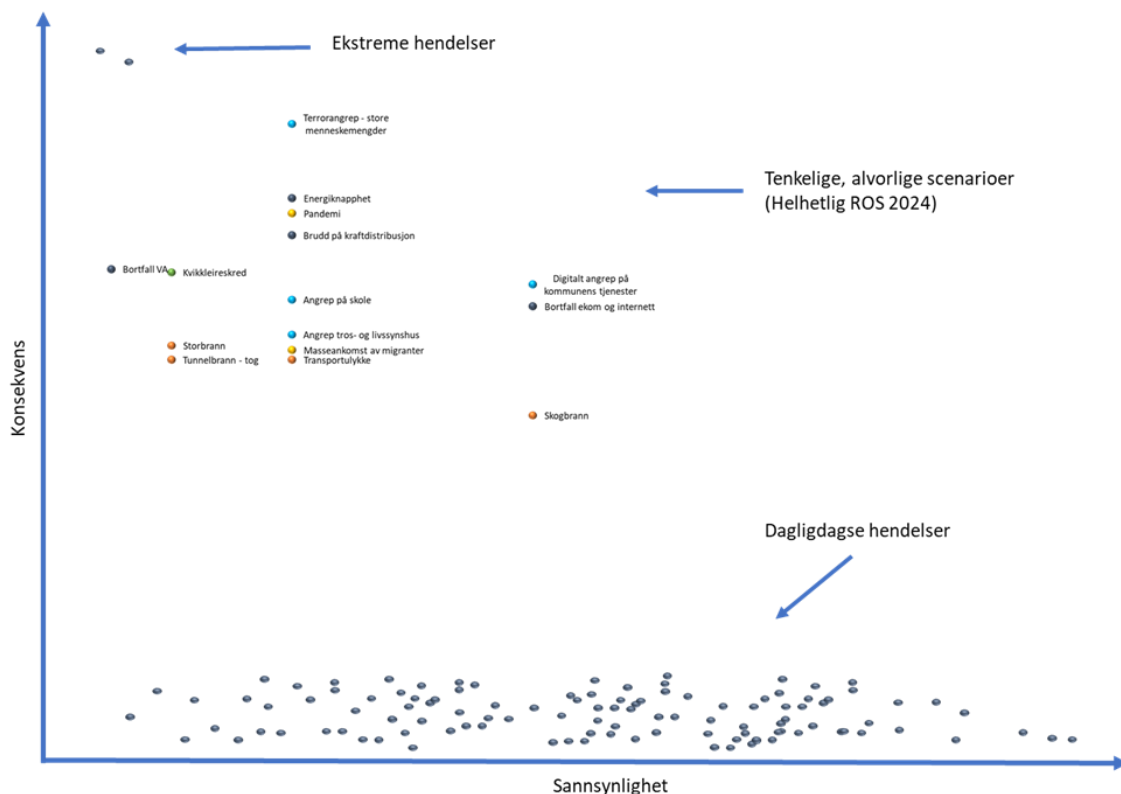 Ekstreme hendelser
Terrorangrep - store
menneskemengder
Tenkelige, alvorlige scenarioer
(Helhetlig ROS 2024)
Energiknapphet
Pandemi
Brudd på kraftdistribusjon
Bortfall VA
Kvikkleireskred
Digitalt angrep på
kommunens tjenester
Angrep på skole
Bortfall ekom og internett
Angrep tros- og livssynshus
Storbrann
Masseankomst av migranter
Tunnelbrann - tog
Transportulykke
Skogbrann
Konsekvens
Dagligdagse hendelser
Sannsynlighet